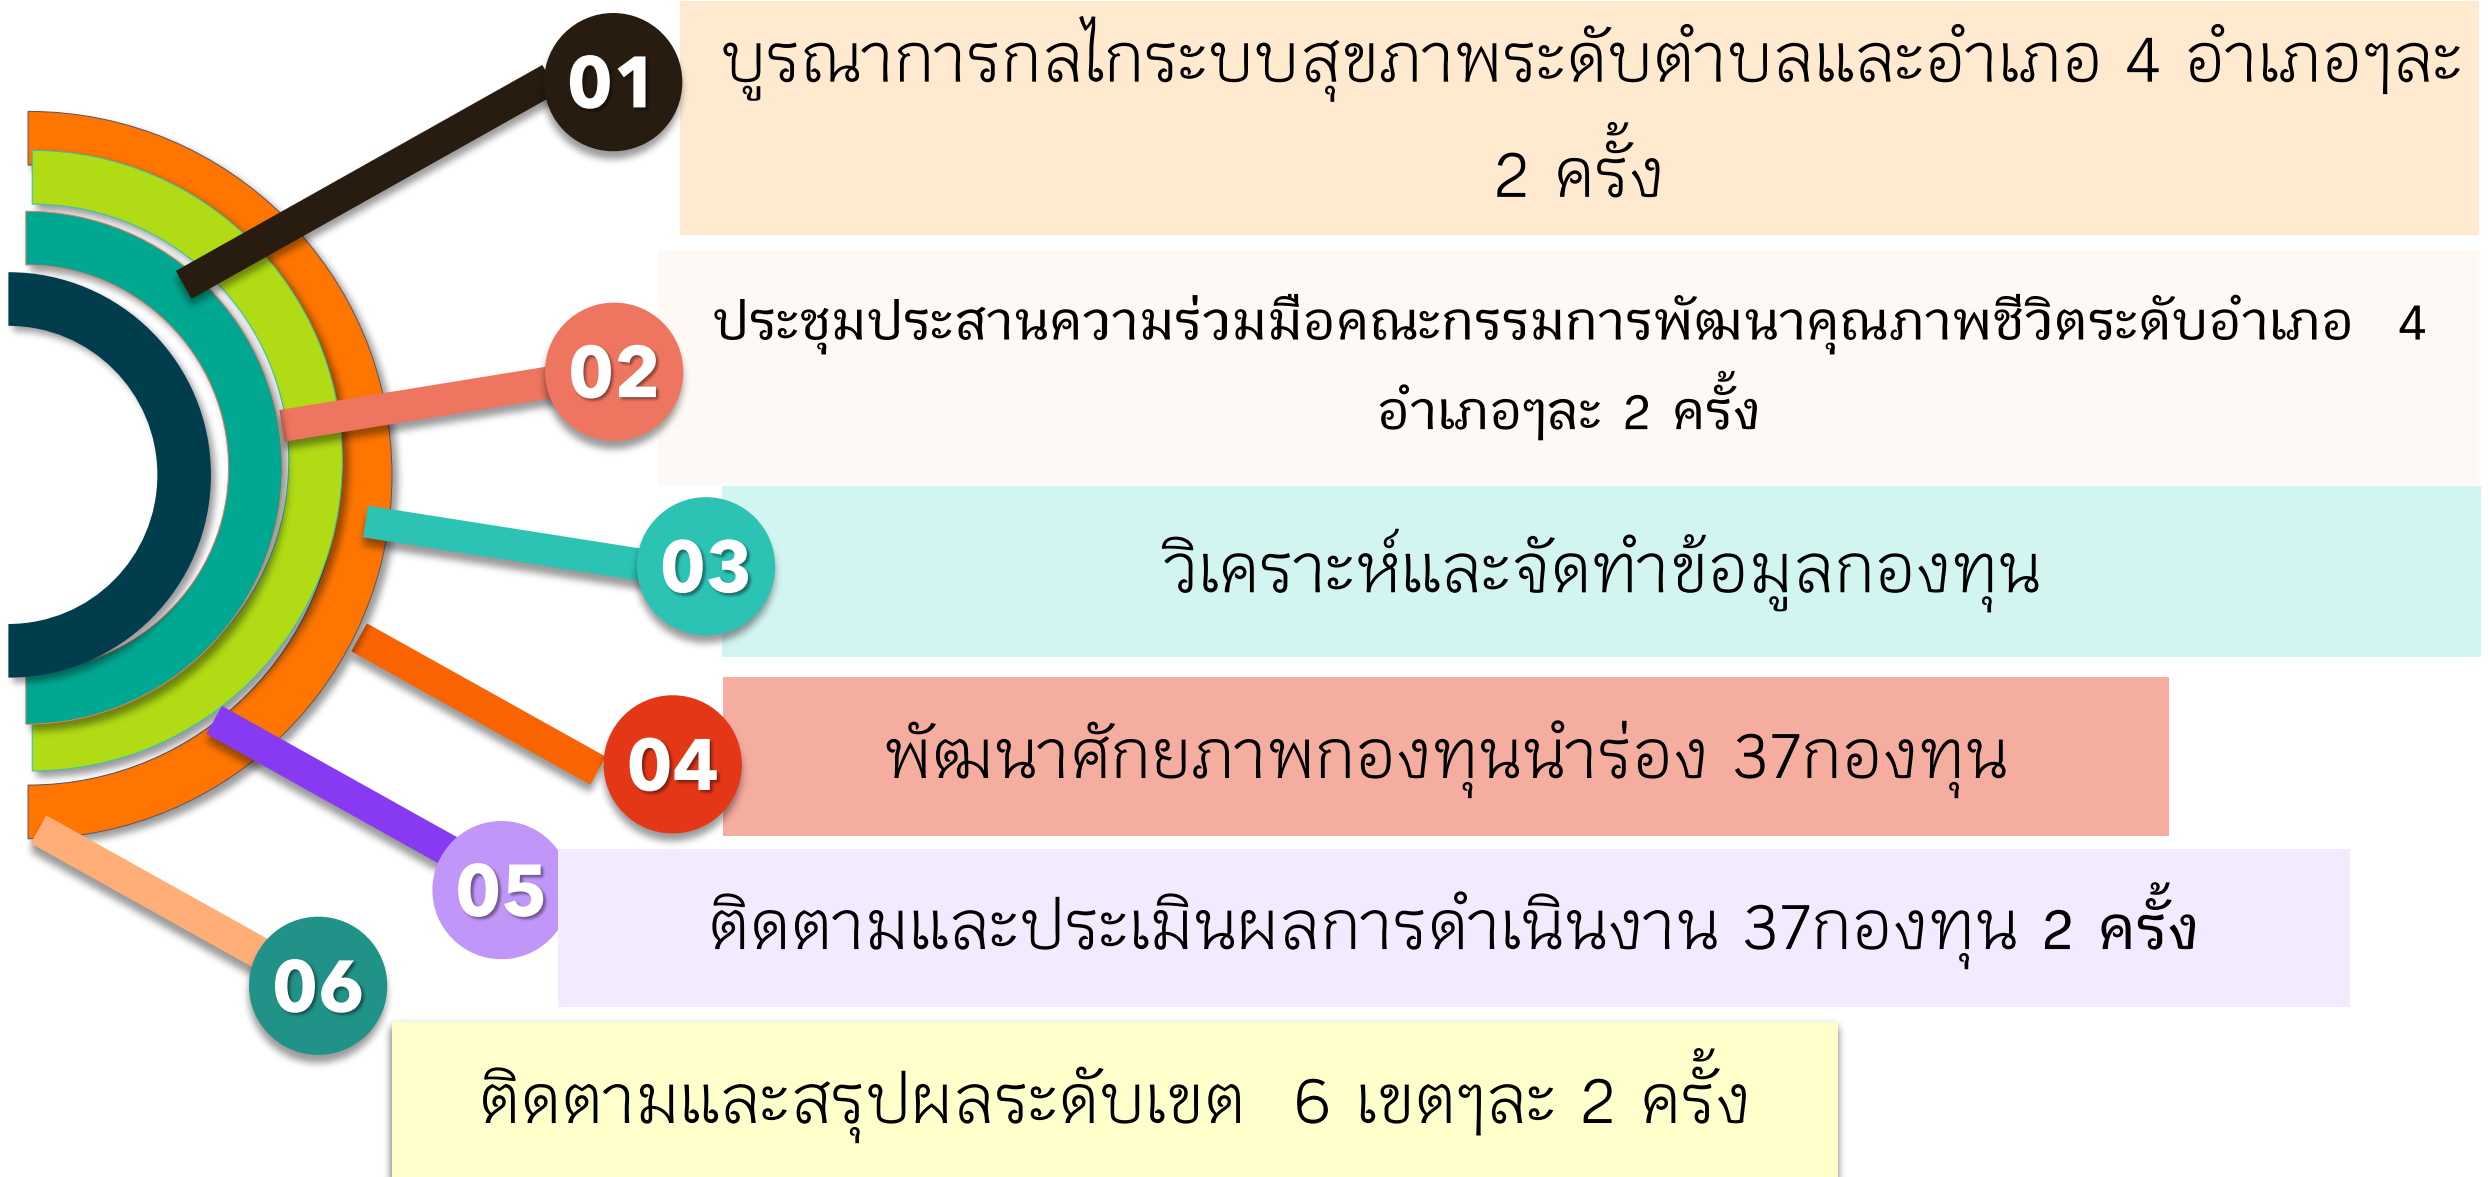 01
บูรณาการกลไกระบบสุขภาพระดับตำบลและอำเภอ 4 อำเภอๆละ
2 ครั้ง
02
ประชุมประสานความร่วมมือคณะกรรมการพัฒนาคุณภาพชีวิตระดับอำเภอ 4
อำเภอๆละ 2 ครั้ง
03
วิเคราะห์และจัดทำข้อมูลกองทุน
04
พัฒนาศักยภาพกองทุนนำร่อง 37กองทุน
05
ติดตามและประเมินผลการดำเนินงาน 37กองทุน 2 ครั้ง
06
ติดตามและสรุปผลระดับเขต 6 เขตๆละ 2 ครั้ง